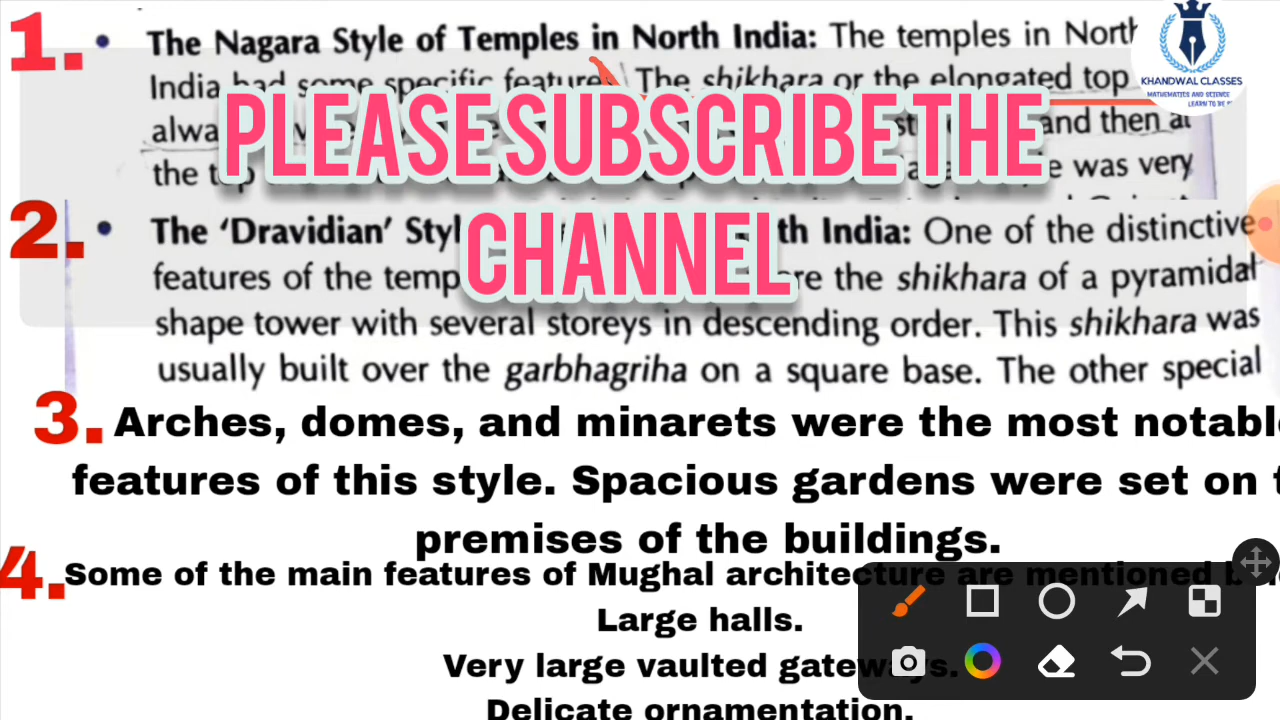 1. • The Nagara Style of Temples in North India: The temples in North
India had some specific features. The shikhara or the elongated top
and then at
the top was very
PLEASE SUBSCRIBE THE
CHANNEL
KHANDWAL CLASSES
MATHEMATICS AND SCIENCE
LEARN TO BE
2. • The 'Dravidian' India: One of the distinctive
features of the the shikhara of a pyramidal
shape tower with several storeys in descending order. This shikhara was
usually built over the garbhagriha on a square base. The other special
3. Arches, domes, and minarets were the most
features of this style. Spacious gardens were set on
premises of the buildings.
4. Some of the main features of Mughal architecture are mentioned
Large halls.
Very large vaulted gateways.
Delicate ornamentation.